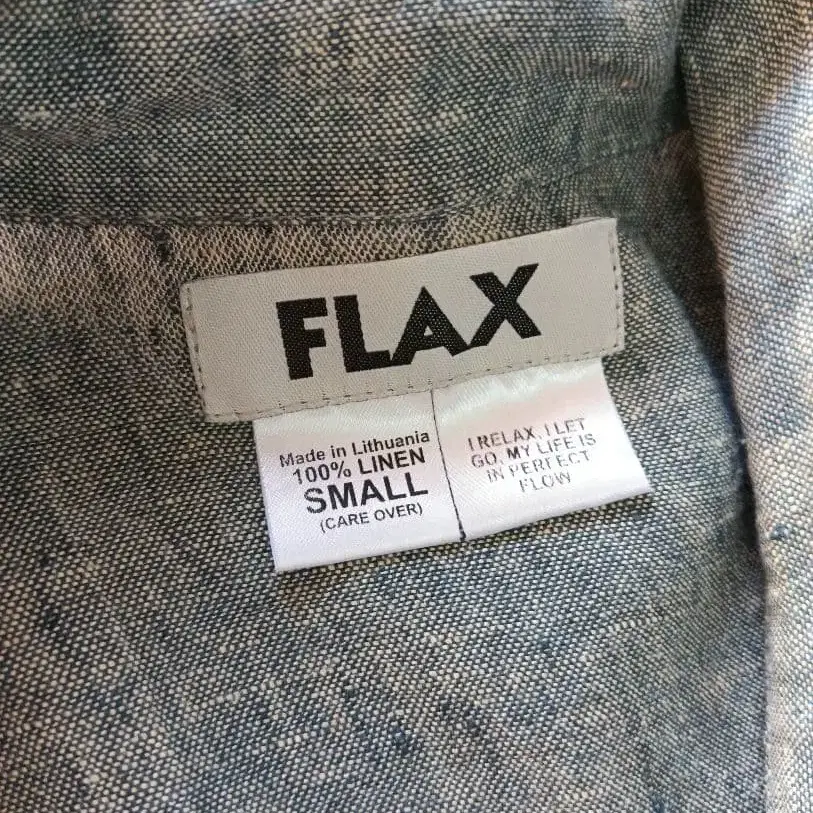 FLAX
Made in Lithuania
100% LINEN
SMALL
(CARE OVER)
I RELAX. I LET
GO. MY LIFE IS
IN PERFECT
FLOW